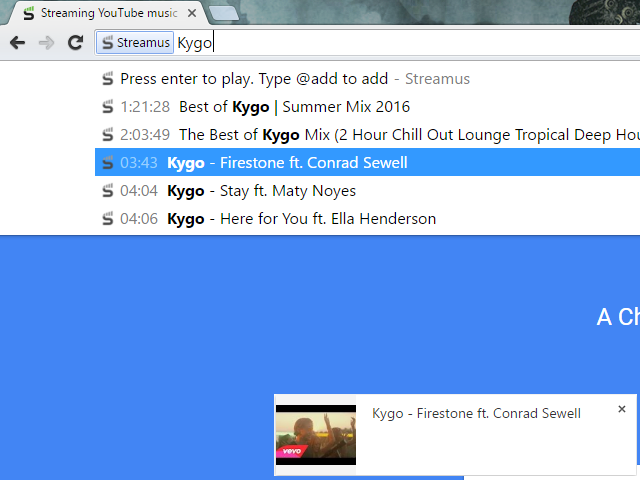 Streaming YouTube music
Streamus Kygo
Press enter to play. Type @add to add - Streamus
1:21:28 Best of Kygo | Summer Mix 2016
2:03:49 The Best of Kygo Mix (2 Hour Chill Out Lounge Tropical Deep Hou
03:43 Kygo - Firestone ft. Conrad Sewell
04:04 Kygo - Stay ft. Maty Noyes
04:06 Kygo - Here for You ft. Ella Henderson
A Ch
Kygo - Firestone ft. Conrad Sewell
vevo